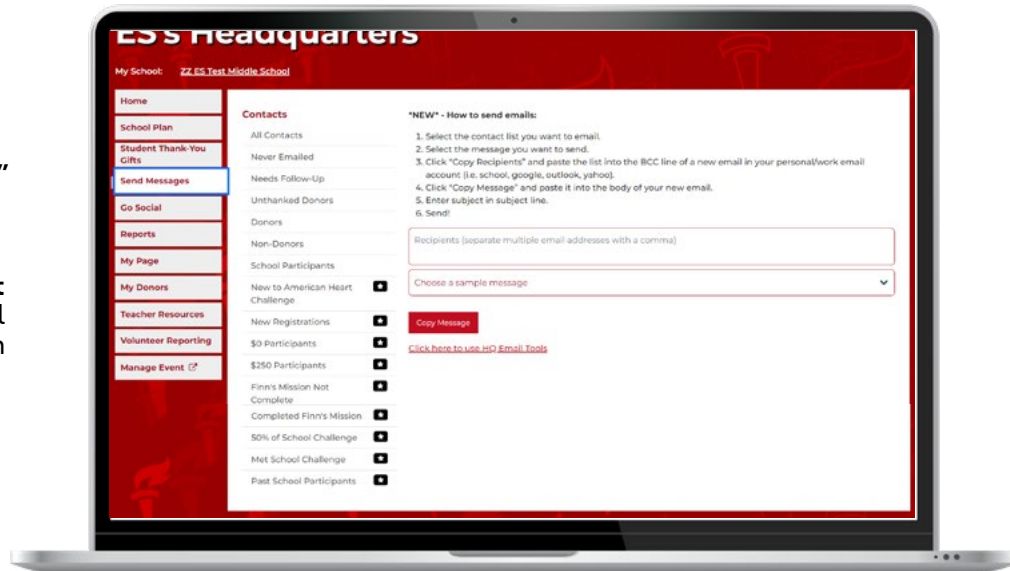 ES's Headquarters
My School: ZZ ES Test Middle School
Home
School Plan
Student Thank-You
Gifts
Send Messages
Go Social
Reports
My Page
My Donors
Teacher Resources
Volunteer Reporting
Manage Event
Contacts
All Contacts
Never Emailed
Needs Follow-Up
Unthanked Donors
Donors
Non-Donors
School Participants
New to American Heart
Challenge
New Registrations
$0 Participants
$250 Participants
Finn's Mission Not
Complete
Completed Finn's Mission
50% of School Challenge
Met School Challenge
Past School Participants
*NEW* - How to send emails:
1. Select the contact list you want to email.
2. Select the message you want to send.
3. Click "Copy Recipients" and paste the list into the BCC line of a new email in your personal/work email
account (i.e. school, google, outlook, yahoo).
4. Click "Copy Message" and paste it into the body of your new email.
5. Enter subject in subject line.
6. Send!
Recipients (separate multiple email addresses with a comma)
Choose a sample message
Copy Message
Click here to use HQ Email Tools